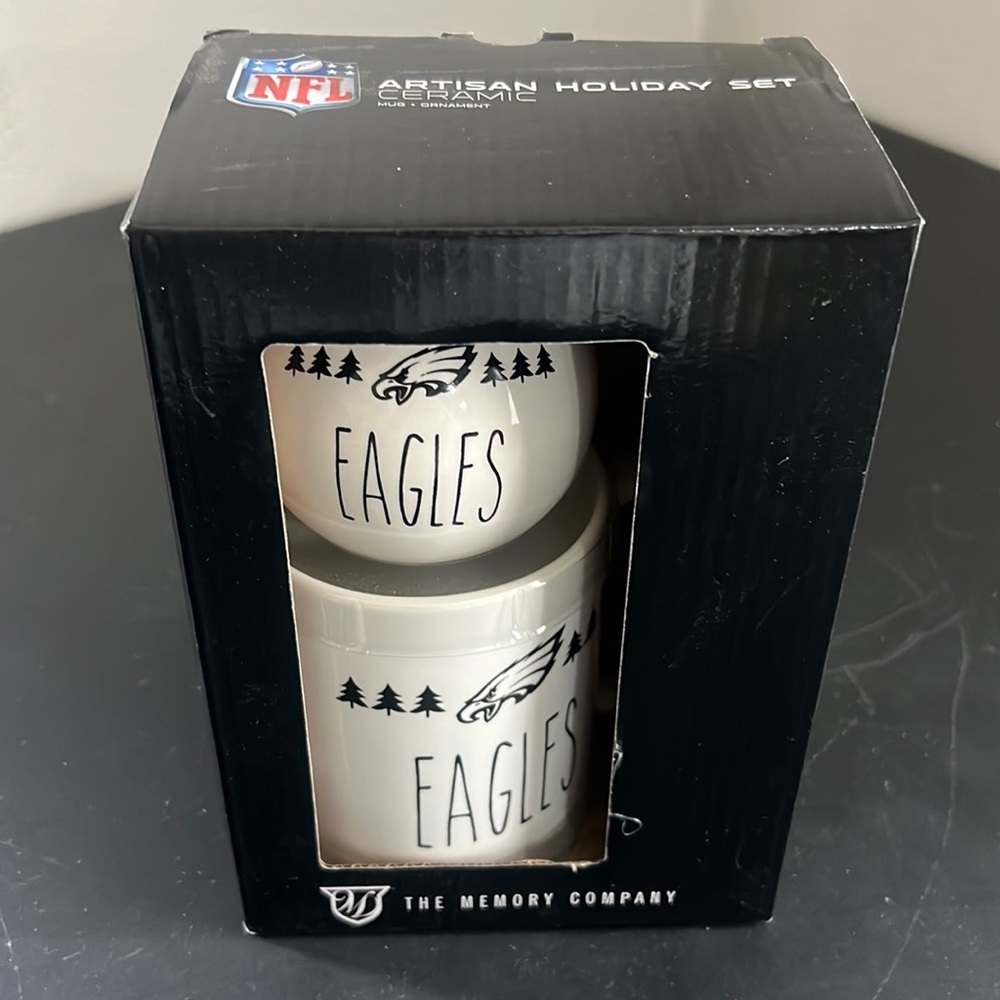 NFL
ARTISAN HOLIDAY SET
CERAMIC
MUG • ORNAMENT
EAGLES
EAGLES
M THE MEMORY COMPANY